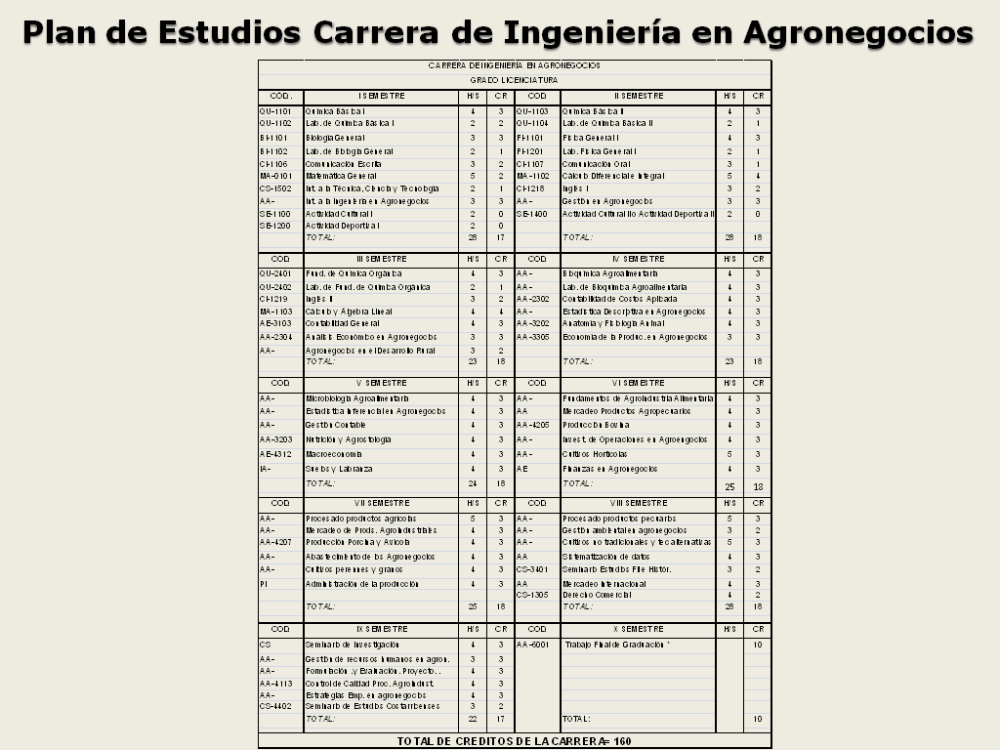 Plan de Estudios Carrera de Ingeniería en Agronegocios
CARRERA DE INGENIERÍA EN AGRONEGOCIOS
GRADO LICENCIATURA
COD. I SEMESTRE H/S CR COD. II SEMESTRE H/S CR
QU-1101 Química Básica I 4 3 QU-1103 Química Básica II 4 3
QU-1102 Lab. de Química Básica I 2 2 QU-1104 Lab. de Química Básica II 2 1
B-1101 Biología General 3 3 FI-1101 Física General I 4 3
B-1102 Lab. de Biología General 2 1 FI-1201 Lab. Física General I 2 1
CI-1106 Comunicación Escrita 3 2 CI-1107 Comunicación Oral 3 1
MA-0101 Matemática General 5 2 MA-1102 Cálculo Diferencial e Integral 5 4
CS-1502 Int. a la Técnica, Ciencia y Tecnología 2 1 CI-1218 Inglés I 3 2
AA- Int. a la Ingeniería en Agronegocios 3 3 AA- Gestión en Agronegocios 3 3
SE-1100 Actividad Cultural I 2 0 SE-1400 Actividad Cultural II o Actividad Deportiva II 2 0
SE-1200 Actividad Deportiva I 2 0
TOTAL: 28 17 TOTAL: 28 18
COD. III SEMESTRE H/S CR COD. IV SEMESTRE H/S CR
QU-2401 Fund. de Química Orgánica 4 3 AA- Bioquímica Agroalimentaria 4 3
QU-2402 Lab. de Fund. de Química Orgánica 2 1 AA- Lab. de Bioquímica Agroalimentaria 4 3
CI-1219 Inglés II 3 2 AA-2302 Contabilidad de Costos Aplicada 4 3
MA-1103 Cálculo y Algebra Lineal 4 4 AA- Estadística Descriptiva en Agronegocios 4 3
AE-3103 Contabilidad General 4 3 AA-3202 Anatomía y Fisiología Animal 4 3
AA-2304 Análisis Económico en Agronegocios 3 3 AA-3305 Economía de la Produc. en Agronegocios 3 3
AA- Agronegocios en el Desarrollo Rural 3 2
TOTAL: 23 18 TOTAL: 23 18
COD. V SEMESTRE H/S CR COD. VI SEMESTRE H/S CR
AA- Microbiología Agroalimentaria 4 3 AA- Fundamentos de Agroindustria Alimentaria 4 3
AA- Estadística Inferencial en Agronegocios 4 3 AA Mercadeo Productos Agropecuarios 4 3
AA- Gestión Contable 4 3 AA-4205 Producción Bovina 4 3
AA-3203 Nutrición y Agrostología 4 3 AA- Invest. de Operaciones en Agroengocios 4 3
AE-4312 Macroeconomía 4 3 AA- Cultivos Hortícolas 5 3
IA- Suelos y Labranza 4 3 AE Finanzas en Agronegocios 4 3
TOTAL: 24 18 TOTAL: 25 18
COD. VII SEMESTRE H/S CR COD. VIII SEMESTRE H/S CR
AA- Procesado productos agrícolas 5 3 AA- Procesado productos pecuarios 5 3
AA- Mercadeo de Prods. Agroindustriales 4 3 AA- Gestión ambiental en agronegocios 3 2
AA-4207 Producción Porcina y Avícola 4 3 AA- Cultivos no tradicionales y tec alternativas 5 3
AA- Abastecimiento de los Agronegocios 4 3 AA Sistematización de datos 4 3
AA- Cultivos perennes y granos 4 3 CS-3401 Seminario Estudios File Histór. 3 2
PI Administración de la producción 4 3 AA Mercadeo Internacional 4 3
CS-1305 Derecho Comercial 4 2
TOTAL: 25 18 TOTAL: 28 18
COD. IX SEMESTRE H/S CR COD. X SEMESTRE H/S CR
CS Seminario de Investigación 4 3 AA-6001 Trabajo Final de Graduación * 10
AA- Gestión de recursos humanos en agron. 3 3
AA- Formulación .y Evaluación. Proyecto.. 4 3
AA-4113 Control de Calidad Proc. Agroindust. 4 3
AA- Estrategias Emp. en agronegocios 4 3
CS-4402 Seminario de Estudios Costarricenses 3 2
TOTAL: 22 17 TOTAL: 10
TOTAL DE CREDITOS DE LA CARRERA= 160